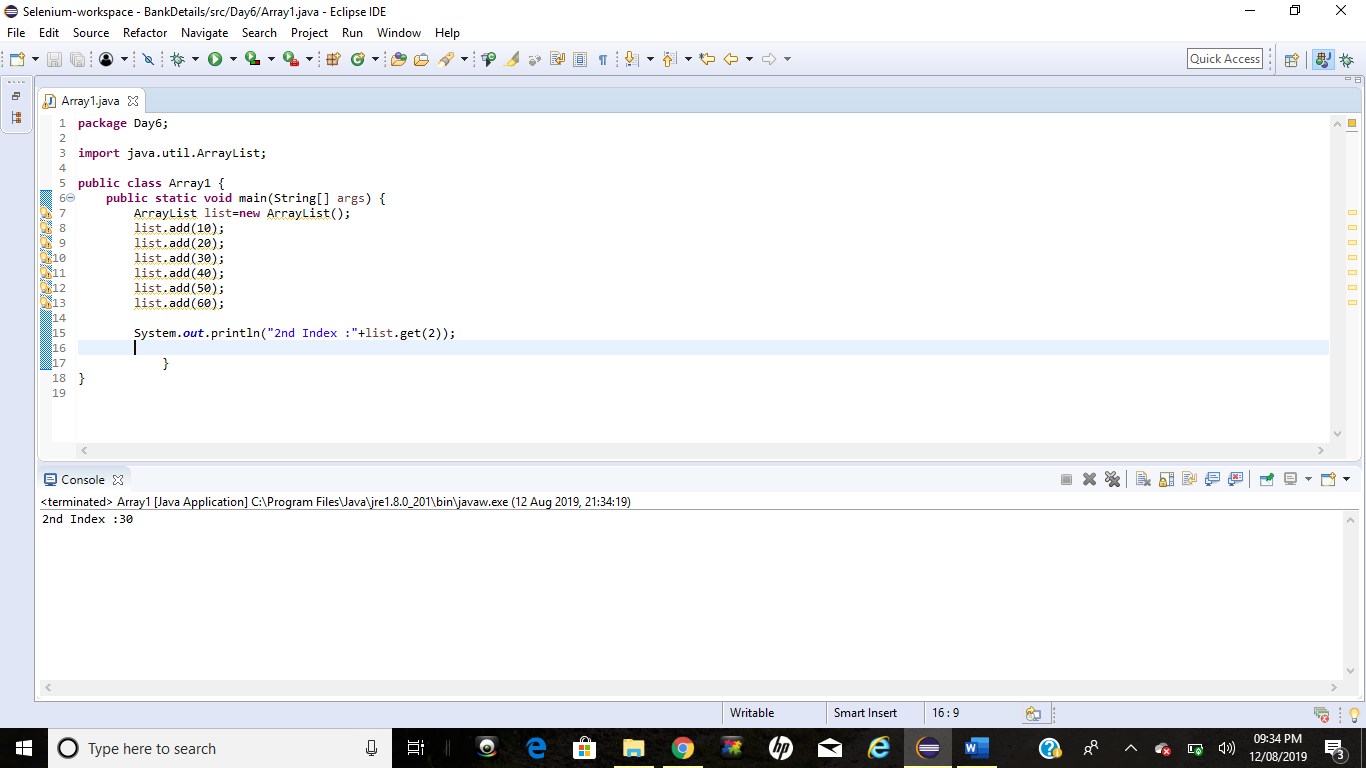 Selenium-workspace - BankDetails/src/Day6/Array1.java - Eclipse IDE
File Edit Source Refactor Navigate Search Project Run Window Help
Quick Access
Array1.java
1 package Day6;
2
3 import java.util.ArrayList;
4
5 public class Array1 {
6 public static void main(String[] args) {
7 ArrayList list=new ArrayList();
8 list.add(10);
9 list.add(20);
10 list.add(30);
11 list.add(40);
12 list.add(50);
13 list.add(60);
14
15 System.out.println("2nd Index :"+list.get(2));
16
17 }
18 }
19
Console
<terminated> Array1 [Java Application] C:\Program Files\Java\jre1.8.0_201\bin\javaw.exe (12 Aug 2019, 21:34:19)
2nd Index :30
Writable Smart Insert 16 : 9
Type here to search
09:34 PM
12/08/2019
3